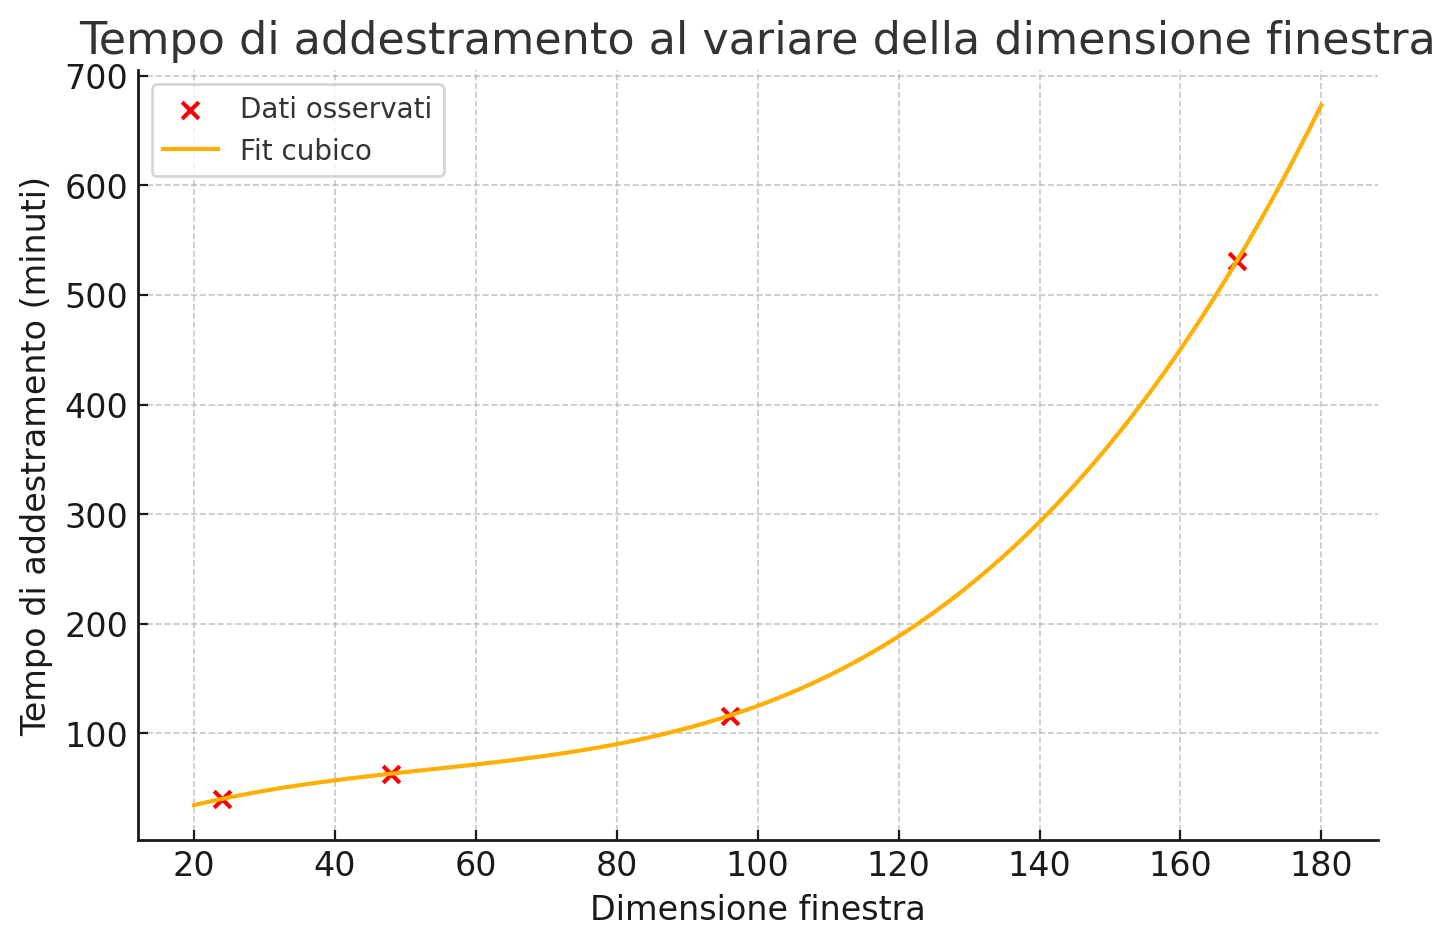 Tempo di addestramento al variare della dimensione finestra
Dati osservati
Fit cubico
Tempo di addestramento (minuti)
700
600
500
400
300
200
100
20 40 60 80 100 120 140 160 180
Dimensione finestra